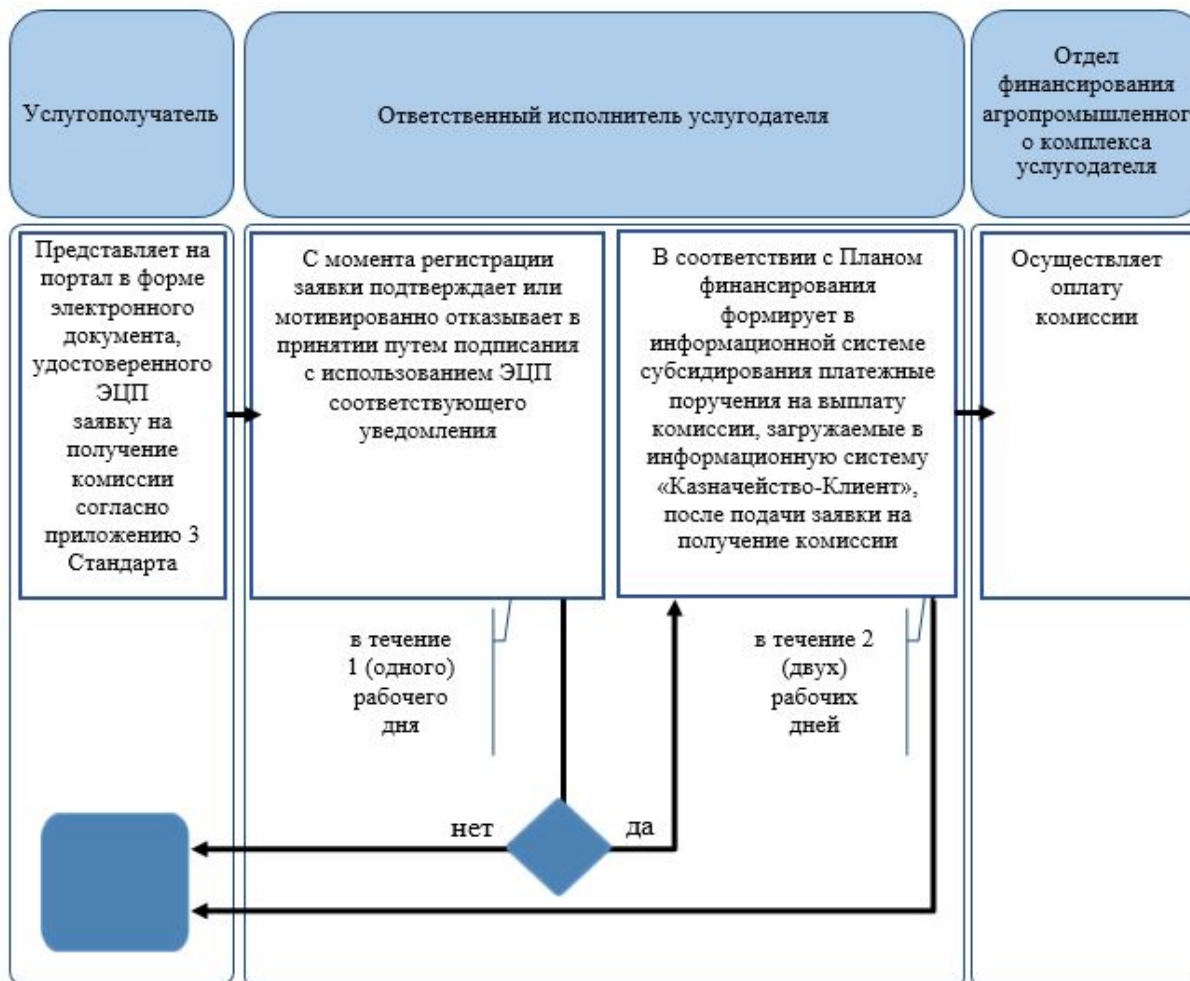 Услугополучатель
Ответственный исполнитель услугодателя
Отдел
финансирования
агропромышленног
о комплекса
услугодателя
Представляет на
портал в форме
электронного
документа,
удостоверенного
ЭЦП
заявку на
получение
комиссии
согласно
приложению 3
Стандарта
С момента регистрации
заявки подтверждает или
мотивированно отказывает в
принятии путем подписания
с использованием ЭЦП
соответствующего
уведомления
В соответствии с Планом
финансирования
формирует в
информационной системе
субсидирования платежные
поручения на выплату
комиссии, загружаемые в
информационную систему
«Казначейство-Клиент»,
после подачи заявки на
получение комиссии
Осуществляет
оплату
комиссии
в течение
1 (одного)
рабочего
дня
в течение 2
(двух)
рабочих
дней
нет
да